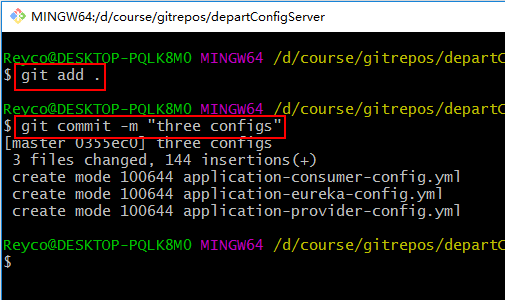 MINGW64:/d/course/gitrepos/departConfigServer
Reyco@DESKTOP-PQLK8M0 MINGW64 /d/course/gitrepos/departC
$ git add .
Reyco@DESKTOP-PQLK8M0 MINGW64 /d/course/gitrepos/departC
$ git commit -m "three configs"
[master 0355ec0] three configs
3 files changed, 144 insertions(+)
create mode 100644 application-consumer-config.yml
create mode 100644 application-eureka-config.yml
create mode 100644 application-provider-config.yml
Reyco@DESKTOP-PQLK8M0 MINGW64 /d/course/gitrepos/departC
$